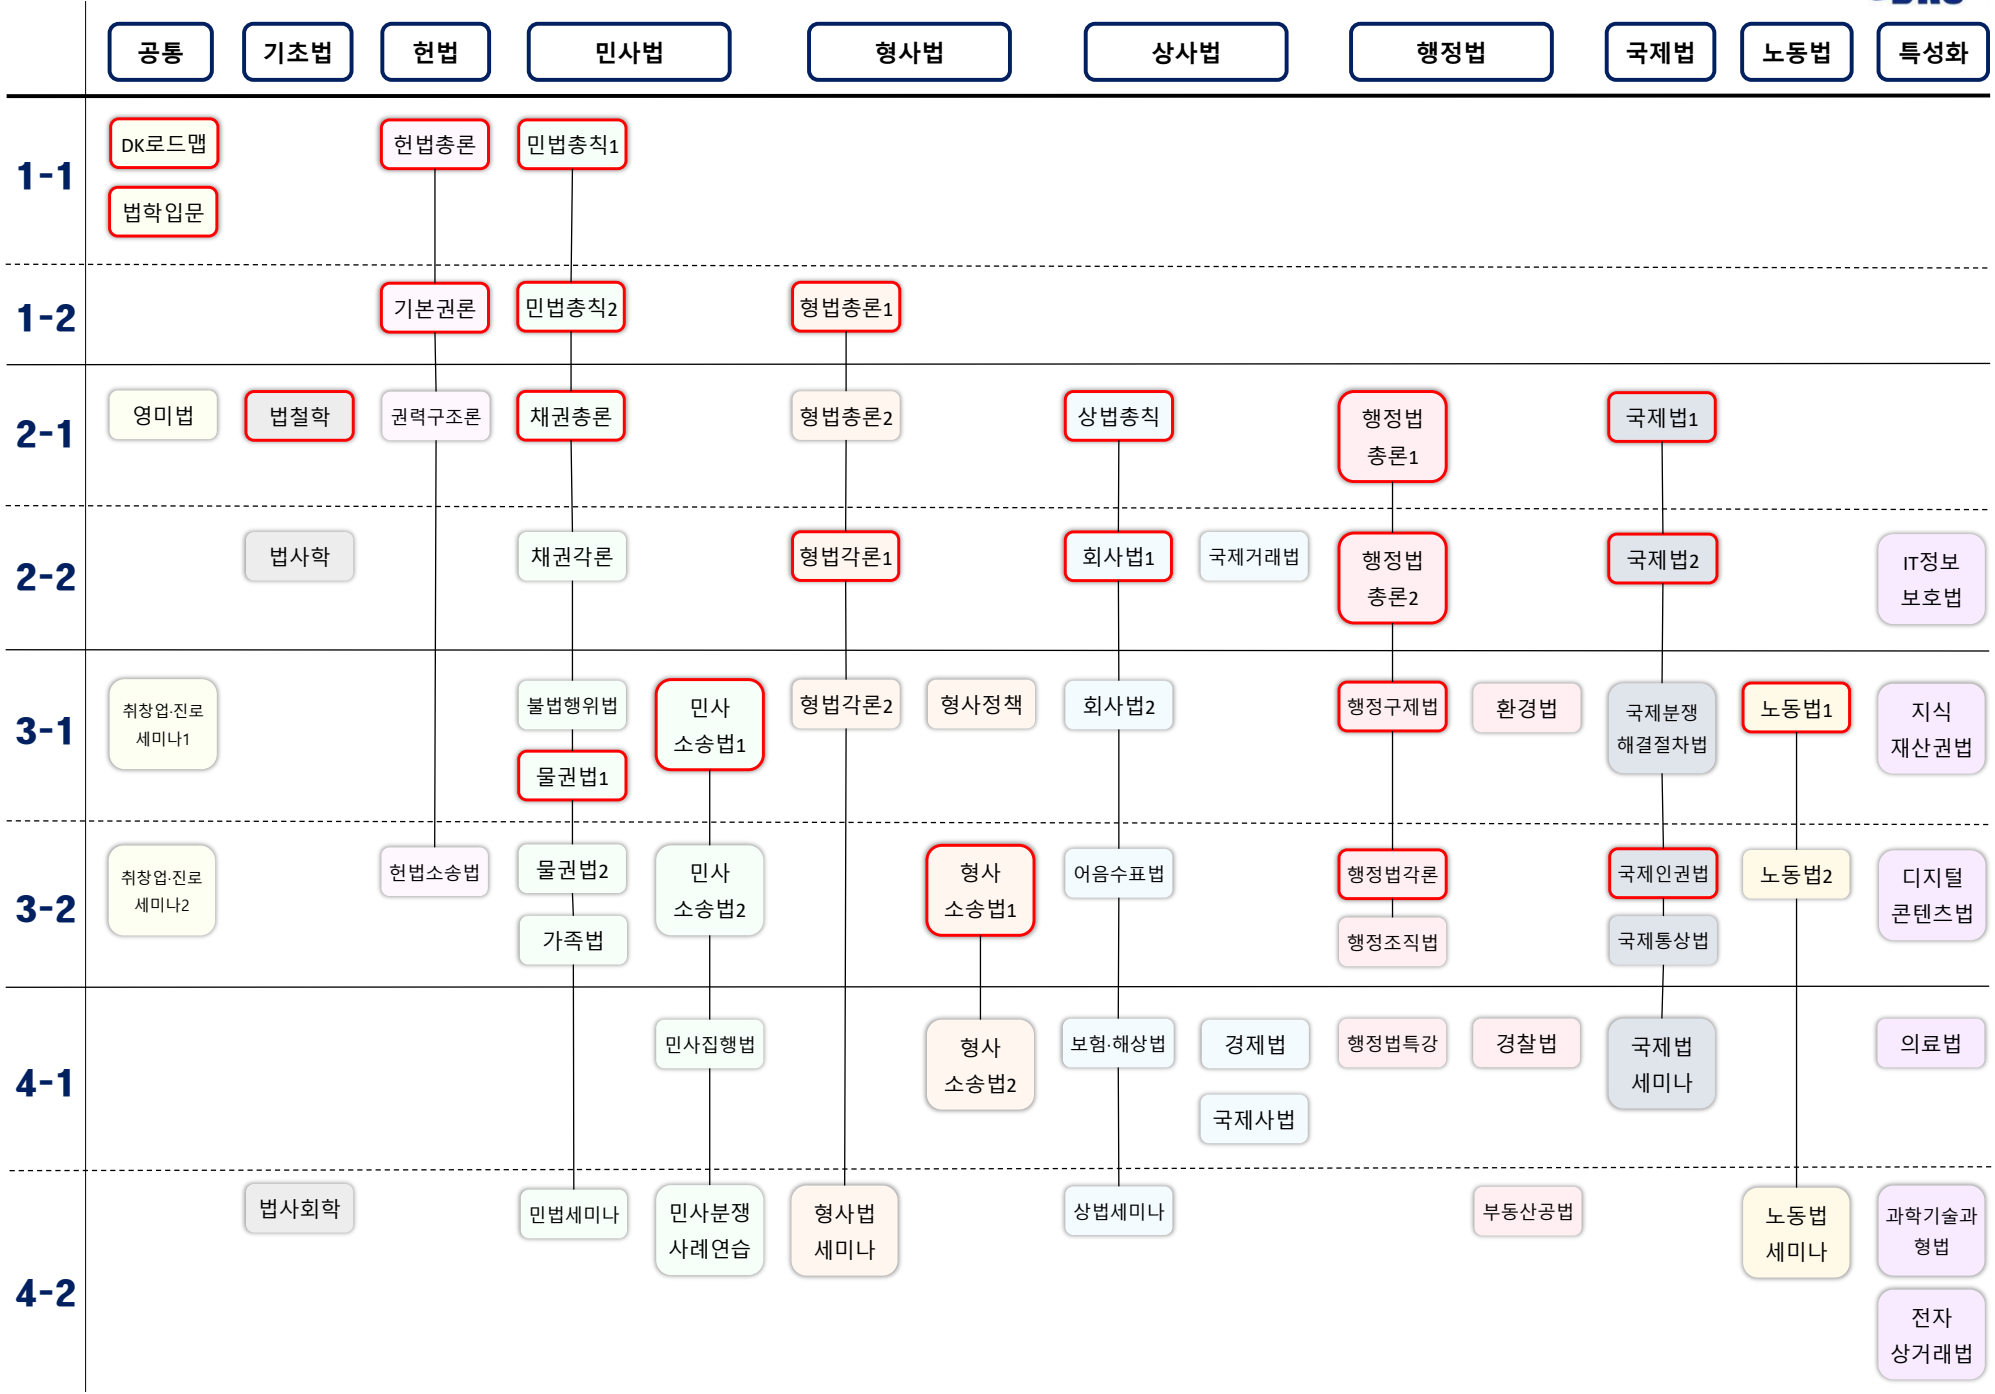 공통 기초법 헌법 민사법 형사법 상사법 행정법 국제법 노동법 특성화
1-1
DK로드맵 헌법총론 민법총칙1
법학입문
1-2
기본권론 민법총칙2 형법총론1
2-1
영미법 법철학 권력구조론 채권총론 형법총론2 상법총칙
행정법
총론1
국제법1
2-2
법사학 채권각론 형법각론1 회사법1 국제거래법
행정법
총론2
국제법2
IT정보
보호법
3-1
취창업·진로
세미나1
불법행위법
물권법1
민사
소송법1
형법각론2 형사정책 회사법2 행정구제법 환경법
국제분쟁
해결절차법
노동법1
지식
재산권법
3-2
취창업·진로
세미나2
헌법소송법
물권법2
가족법
민사
소송법2
형사
소송법1
어음수표법
행정법각론
행정조직법
국제인권법
국제통상법
노동법2
디지털
콘텐츠법
4-1
민사집행법
형사
소송법2
보험·해상법
경제법
국제사법
행정법특강 경찰법
국제법
세미나
의료법
4-2
법사회학 민법세미나
민사분쟁
사례연습
형사법
세미나
상법세미나 부동산공법
노동법
세미나
과학기술과
형법
전자
상거래법